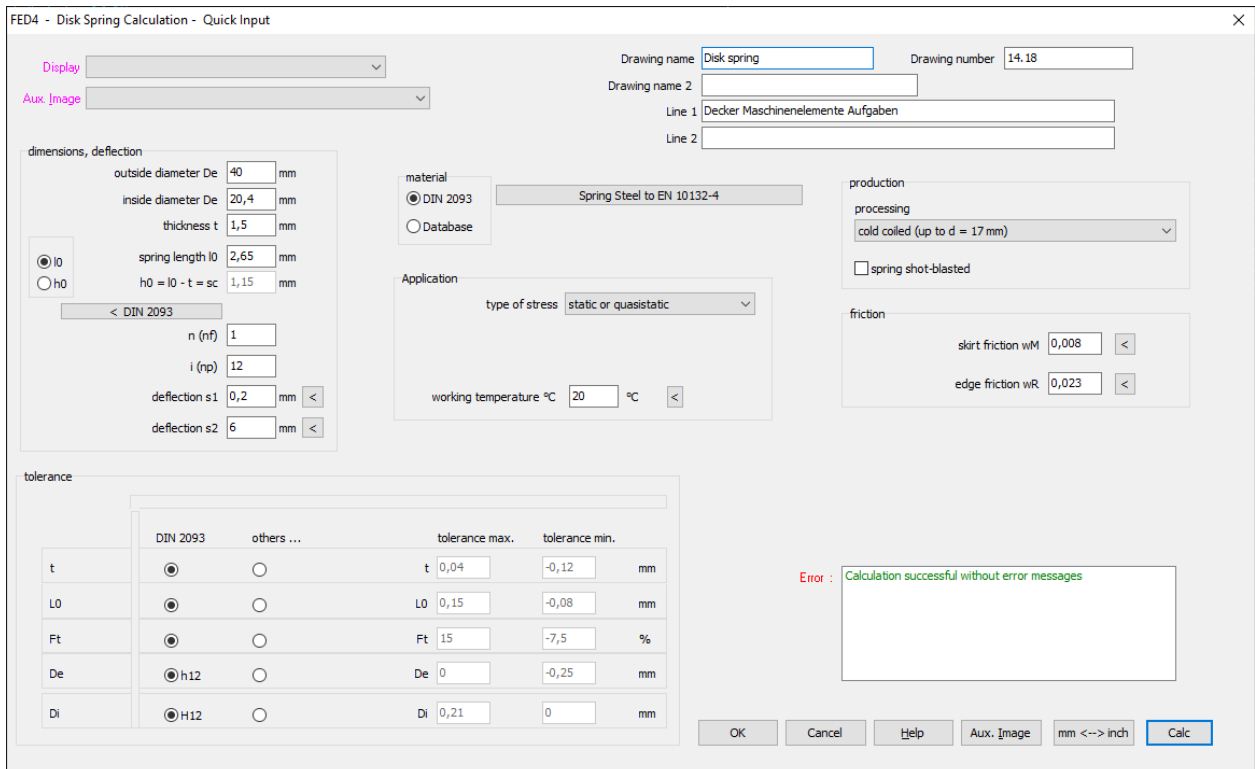 FED4 - Disk Spring Calculation - Quick Input
Display
Aux. Image
Drawing name Disk spring Drawing number 14.18
Drawing name 2
Line 1 Decker Maschinenelemente Aufgaben
Line 2
dimensions, deflection
outside diameter De 40 mm
inside diameter De 20,4 mm
thickness t 1,5 mm
l0 spring length l0 2,65 mm
h0 h0 = l0 - t = sc 1,15 mm
< DIN 2093
n (nf) 1
i (np) 12
deflection s1 0,2 mm <
deflection s2 6 mm <
material
DIN 2093 Spring Steel to EN 10132-4
Database
Application
type of stress static or quasistatic
working temperature ºC 20 ºC <
production
processing
cold coiled (up to d = 17 mm)
spring shot-blasted
friction
skirt friction wM 0,008 <
edge friction wR 0,023 <
tolerance
DIN 2093 others ... tolerance max. tolerance min.
t t 0,04 -0,12 mm
L0 L0 0,15 -0,08 mm
Ft Ft 15 -7,5 %
De h12 De 0 -0,25 mm
Di H12 Di 0,21 0 mm
Error : Calculation successful without error messages
OK Cancel Help Aux. Image mm <--> inch Calc